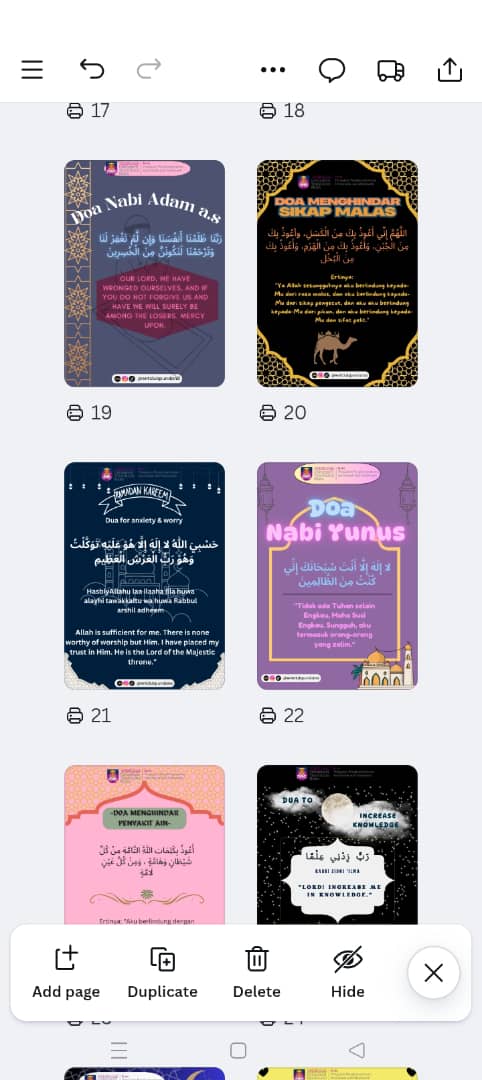 17
18
Doa Nabi Adam a.s
رَبَّنَا ظَلَمْنَا أَنْفُسَنَا وَإِن لَّمْ تَغْفِرْ لَنَا
وَتَرْحَمْنَا لَنَكُونَنَّ مِنَ الْخَاسِرِينَ
OUR LORD, WE HAVE
WRONGED OURSELVES, AND IF
YOU DO NOT FORGIVE US AND
HAVE WE WILL SURELY BE
AMONG THE LOSERS. MERCY
UPON.
19
DOA MENGHINDAR
SIKAP MALAS
اللَّهُمَّ إِنِّي أَعُوذُ بِكَ مِنَ الْكَسَلِ، وَأَعُوذُ بِكَ
مِنَ الْجُبْنِ، وَأَعُوذُ بِكَ مِنَ الْهَرَمِ، وَأَعُوذُ بِكَ
مِنَ الْبُخْلِ
Ertinya:
"Ya Allah sesungguhnya aku berlindung kepada-
Mu dari rasa malas, dan aku berlindung kepada-
Mu dari sikap pengecut, dan aku aku berlindung
kepada-Mu dari pikun, dan aku berlindung kepada-
Mu dan sifat pelit."
20
RAMADAN KAREEM
Dua for anxiety & worry
حَسْبِيَ اللَّهُ لَا إِلَهَ إِلَّا هُوَ عَلَيْهِ تَوَكَّلْتُ
وَهُوَ رَبُّ الْعَرْشِ الْعَظِيمِ
HasbiyAllahu laa ilaaha illa huwa
alayhi tawakkaltu wa huwa Rabbul
arshil adheem
Allah is sufficient for me. There is none
worthy of worship but Him. I have placed my
trust in Him. He is the Lord of the Majestic
throne."
21
Doa
Nabi Yunus
لَا إِلَهَ إِلَّا أَنْتَ سُبْحَانَكَ إِنِّي
كُنْتُ مِنَ الظَّالِمِينَ
"Tidak ada Tuhan selain
Engkau, Maha Suci
Engkau. Sungguh, aku
termasuk orang-orang
yang zalim."
22
-DOA MENGHINDAR
PENYAKIT AIN-
أَعُوذُ بِكَلِمَاتِ اللَّهِ التَّامَّةِ مِنْ كُلِّ
شَيْطَانٍ وَهَامَّةٍ ، وَمِنْ كُلِّ عَيْنٍ
لَامَّةٍ
Ertinya: "Aku berlindung dengan
DUA TO
INCREASE
KNOWLEDGE
رَبِّ زِدْنِي عِلْمًا
RABBI ZIDNI 'ILMA
"LORD! INCREASE ME
IN KNOWLEDGE."
Add page
Duplicate
Delete
Hide